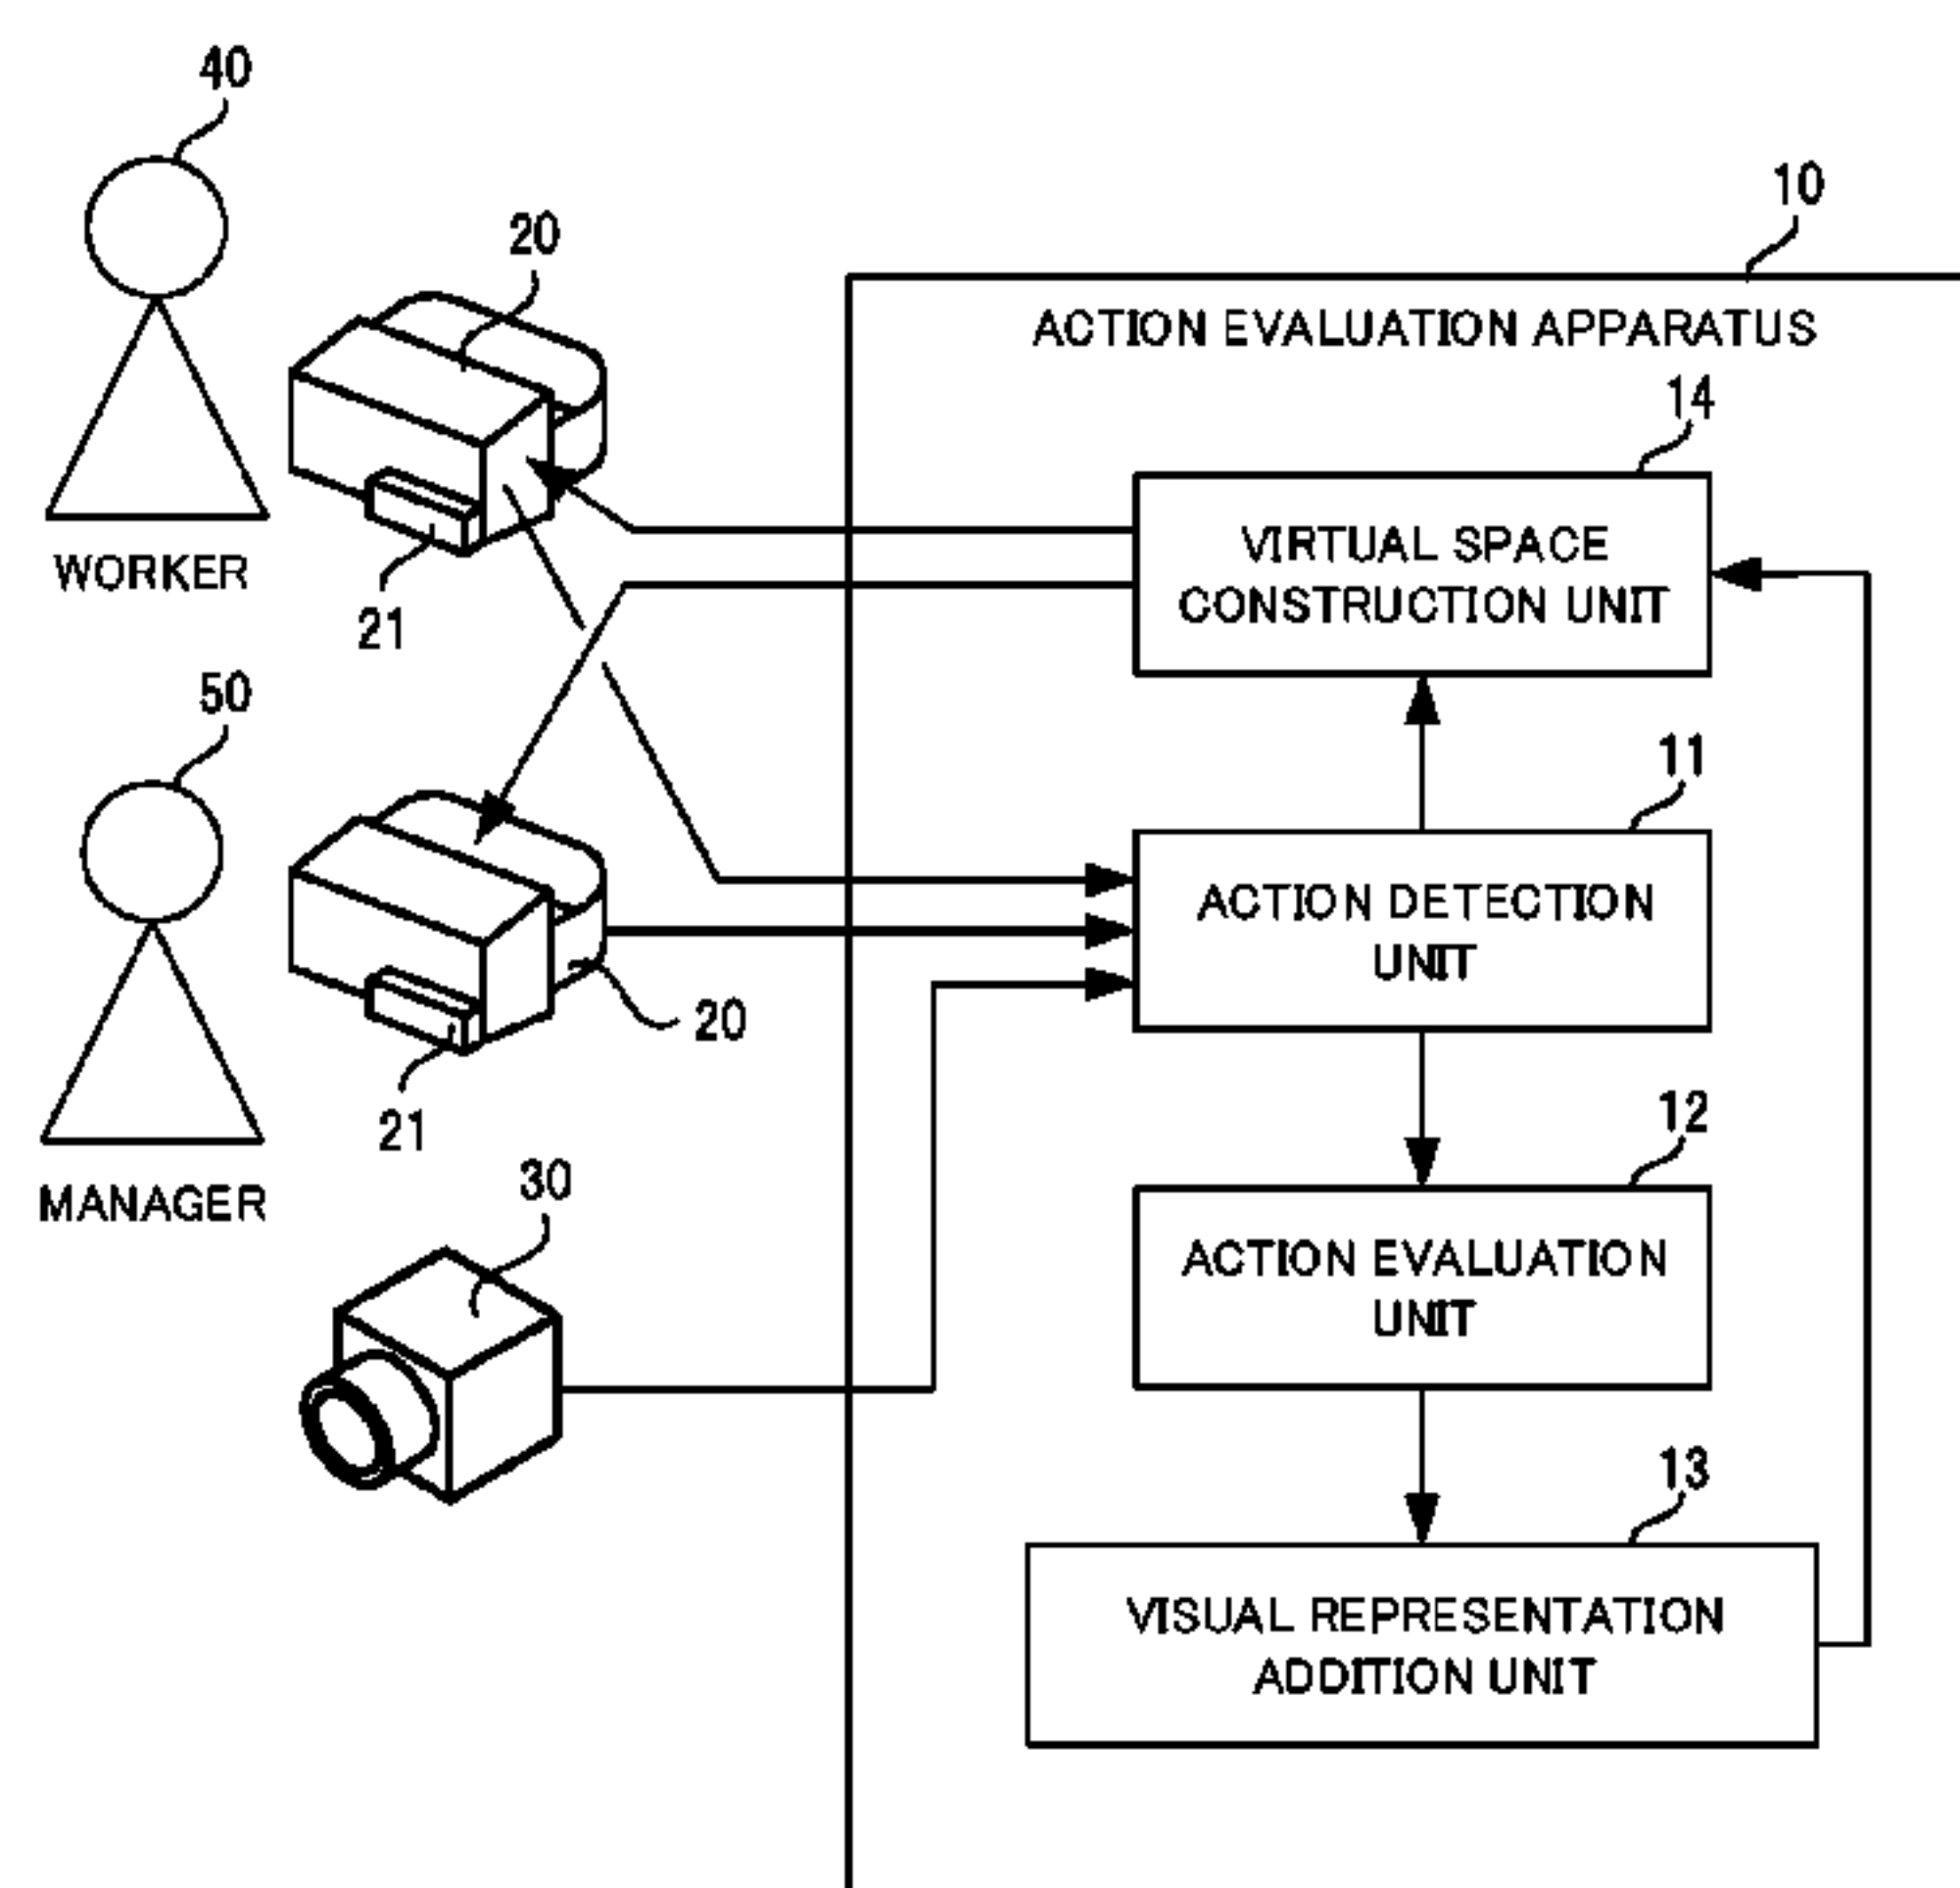 40
20
10
ACTION EVALUATION APPARATUS
14
VIRTUAL SPACE
CONSTRUCTION UNIT
WORKER
21
50
11
ACTION DETECTION
UNIT
20
21
MANAGER
12
30
ACTION EVALUATION
UNIT
13
VISUAL REPRESENTATION
ADDITION UNIT